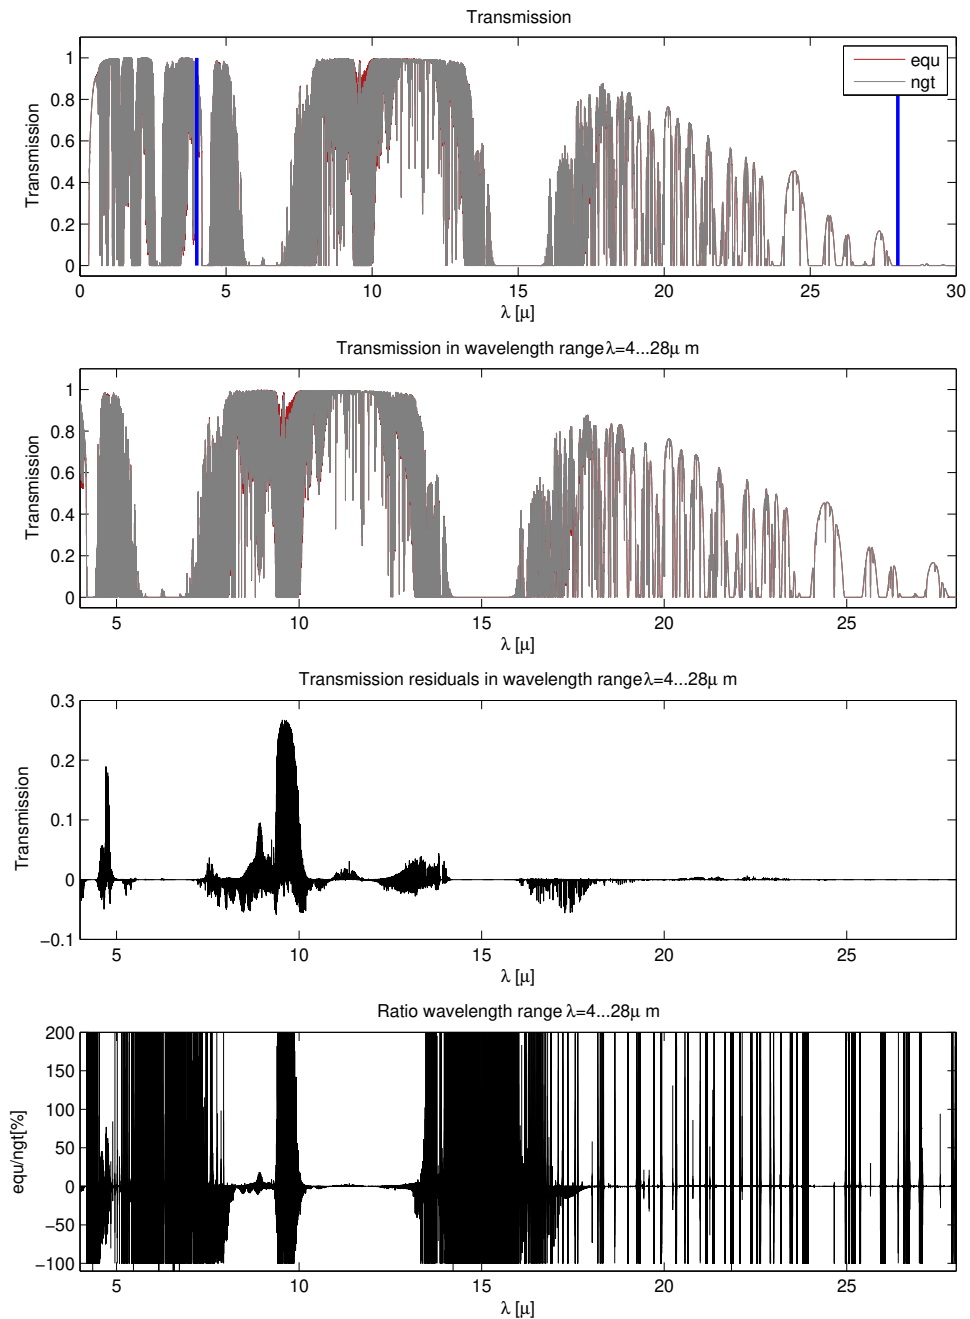 Transmission
1
0.8
0.6
0.4
0.2
0
Transmission
equ
ngt
0 5 10 15 20 25 30
λ [μ]
Transmission in wavelength rangeλ=4...28μ m
1
0.8
0.6
0.4
0.2
0
Transmission
5 10 15 20 25
λ [μ]
Transmission residuals in wavelength rangeλ=4...28μ m
0.3
0.2
0.1
0
−0.1
Transmission
5 10 15 20 25
λ [μ]
Ratio wavelength range λ=4...28μ m
200
150
100
50
0
−50
−100
equ/ngt[%]
5 10 15 20 25
λ [μ]